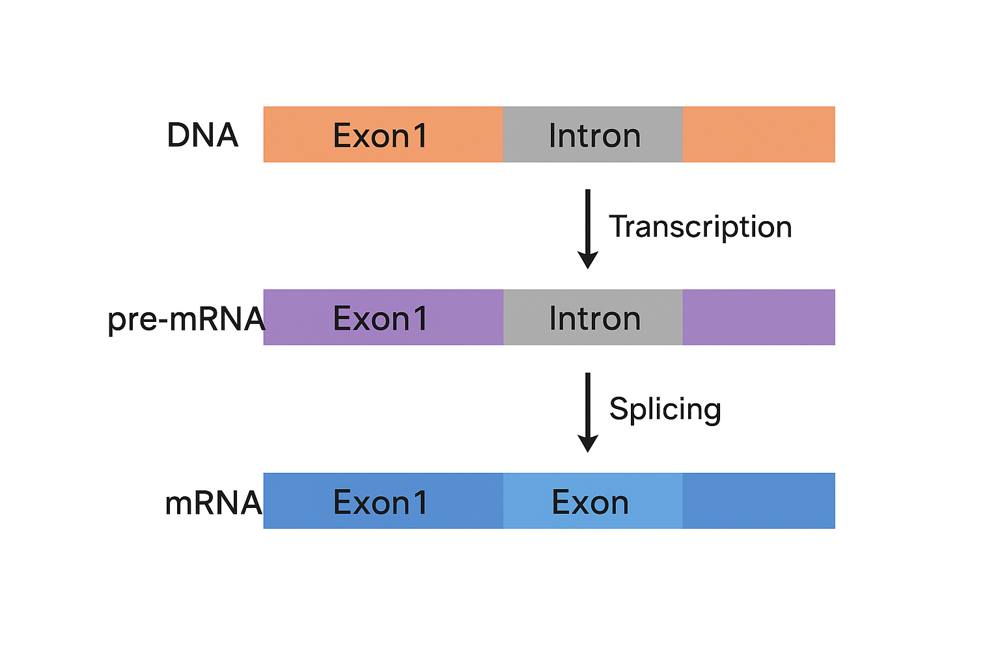 DNA Exon1 Intron
Transcription
pre-mRNA Exon1 Intron
Splicing
mRNA Exon1 Exon